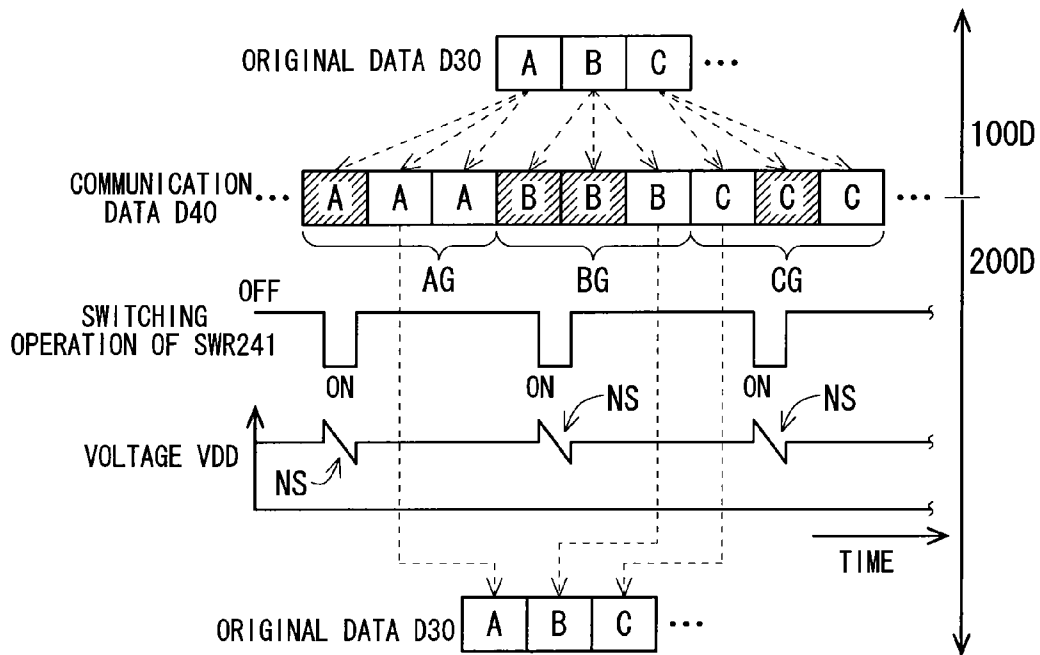 ORIGINAL DATA D30
A B C ...
100D
COMMUNICATION
DATA D40
... A A A B B B C C C ...
200D
AG BG CG
OFF
SWITCHING
OPERATION OF SWR241
ON ON ON
NS NS
VOLTAGE VDD
NS
TIME
ORIGINAL DATA D30
A B C ...